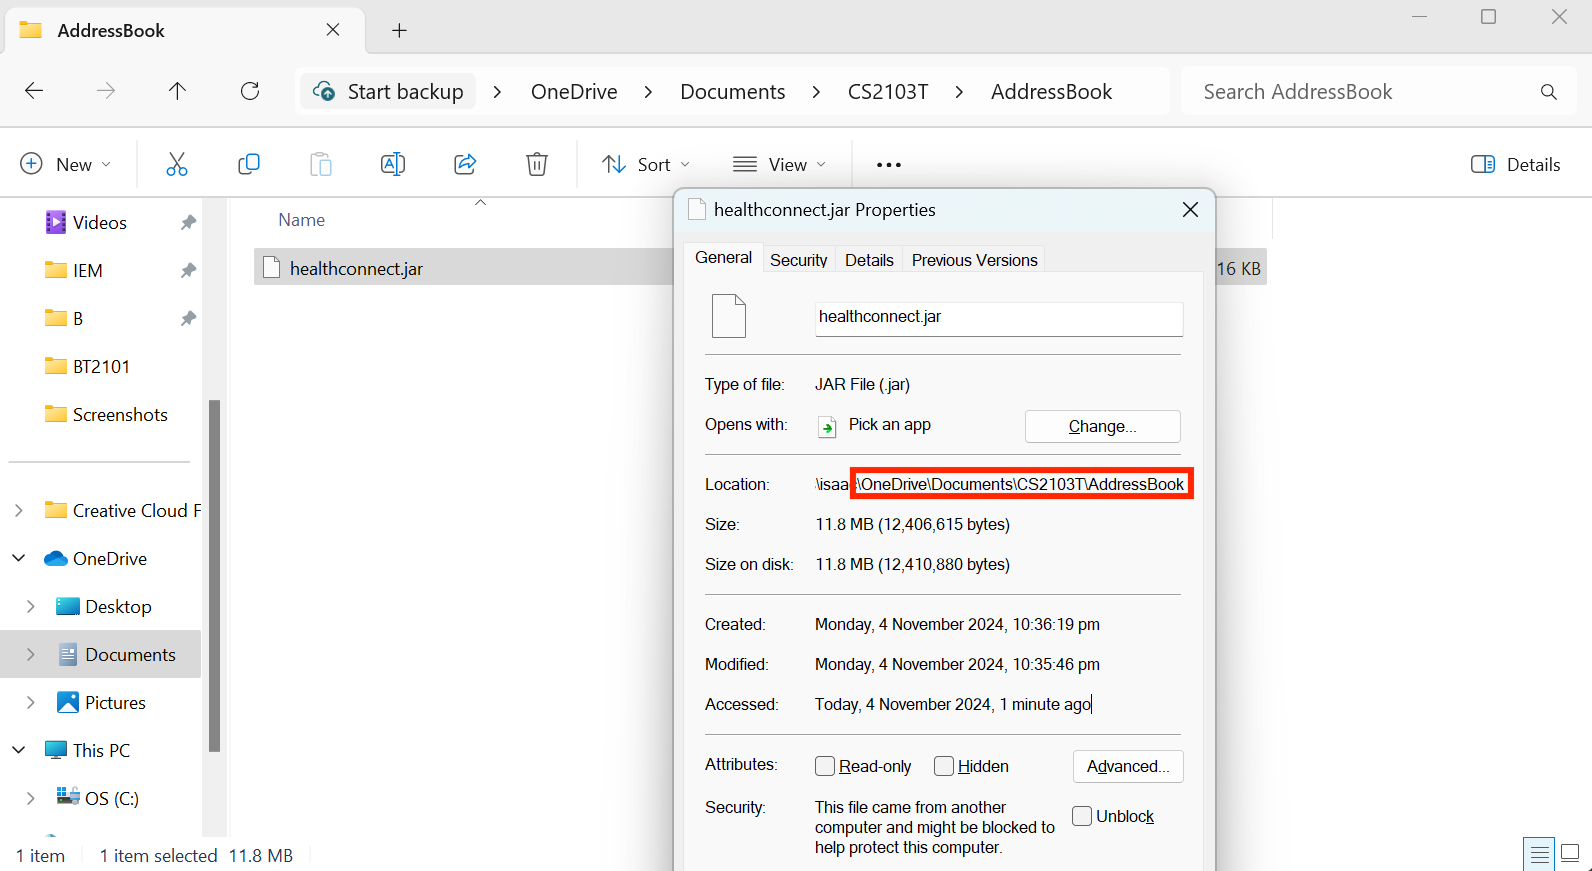 AddressBook
Start backup > OneDrive > Documents > CS2103T > AddressBook
Search AddressBook
New
Sort
View
Details
Videos
IEM
B
BT2101
Screenshots
Creative Cloud F
OneDrive
Desktop
Documents
Pictures
This PC
OS (C:)
Name
healthconnect.jar
16 KB
healthconnect.jar Properties
General Security Details Previous Versions
healthconnect.jar
Type of file: JAR File (.jar)
Opens with: Pick an app Change...
Location: \isaac\OneDrive\Documents\CS2103T\AddressBook
Size: 11.8 MB (12,406,615 bytes)
Size on disk: 11.8 MB (12,410,880 bytes)
Created: Monday, 4 November 2024, 10:36:19 pm
Modified: Monday, 4 November 2024, 10:35:46 pm
Accessed: Today, 4 November 2024, 1 minute ago
Attributes: Read-only Hidden Advanced...
Security: This file came from another
computer and might be blocked to
help protect this computer.
Unblock
1 item 1 item selected 11.8 MB